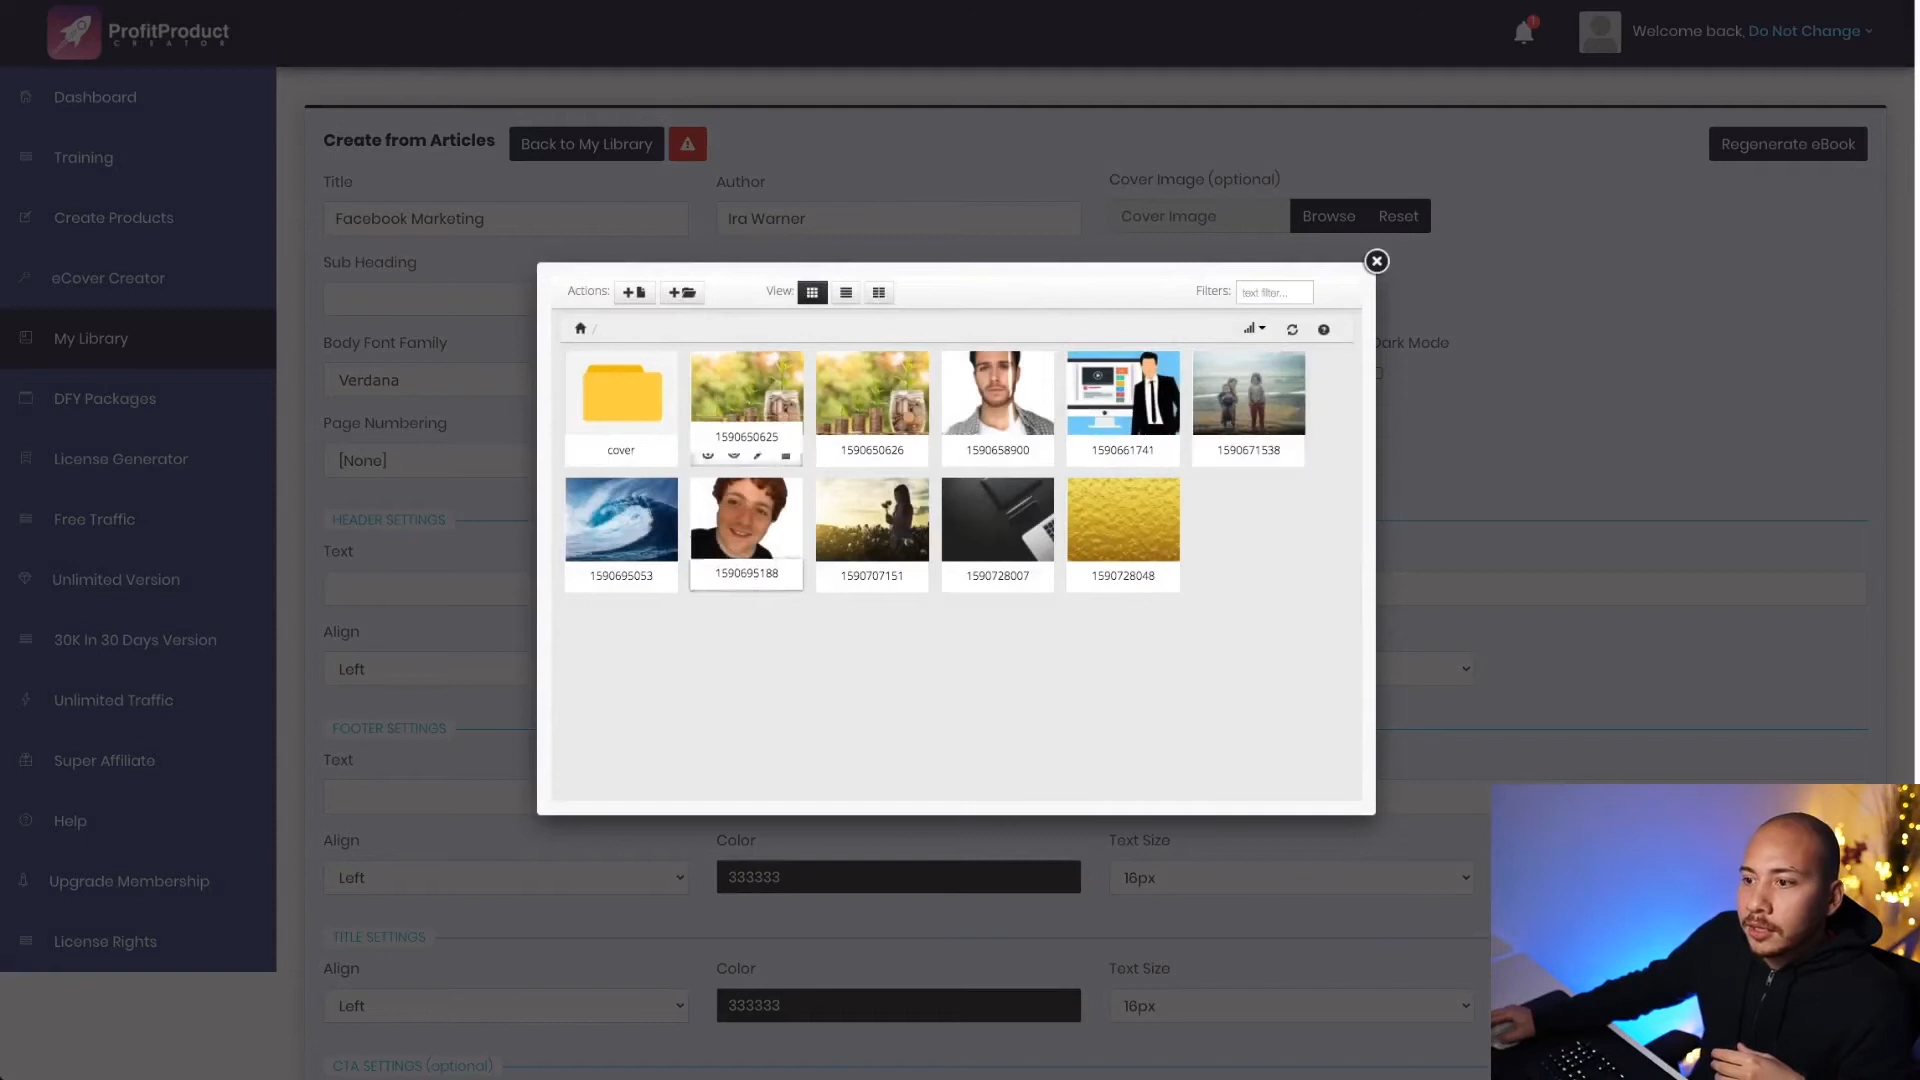 ProfitProduct
CREATOR
1
Welcome back, Do Not Change
Dashboard
Training
Create Products
eCover Creator
My Library
DFY Packages
License Generator
Free Traffic
Unlimited Version
30K In 30 Days Version
Unlimited Traffic
Super Affiliate
Help
Upgrade Membership
License Rights
Create from Articles
Back to My Library
Regenerate eBook
Title
Author
Cover Image (optional)
Facebook Marketing
Ira Warner
Cover Image
Browse
Reset
Sub Heading
Body Font Family
Dark Mode
Verdana
Page Numbering
[None]
HEADER SETTINGS
Text
Align
Left
FOOTER SETTINGS
Text
Align
Color
Text Size
Left
333333
16px
TITLE SETTINGS
Align
Color
Text Size
Left
333333
16px
CTA SETTINGS (optional)
Actions:
View:
Filters:
text filter...
/
cover
1590650625
1590650626
1590658900
1590661741
1590671538
1590695053
1590695188
1590707151
1590728007
1590728048